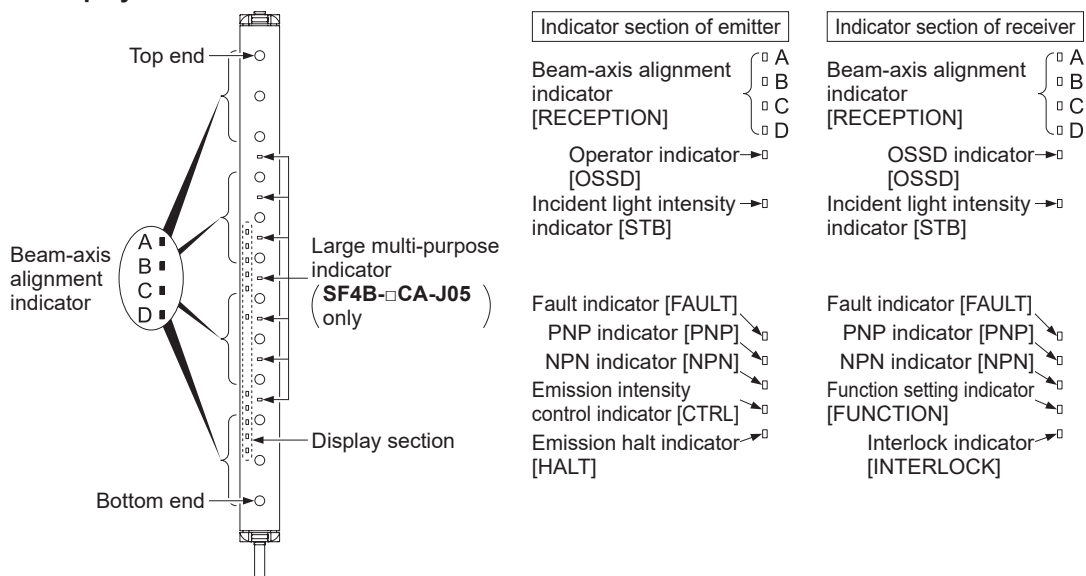 Top end
Beam-axis
alignment
indicator
A
B
C
D
Large multi-purpose
indicator
(SF4B-□CA-J05
only)
Display section
Bottom end
Indicator section of emitter
Beam-axis alignment
indicator
[RECEPTION]
A
B
C
D
Operator indicator
[OSSD]
Incident light intensity
indicator [STB]
Fault indicator [FAULT]
PNP indicator [PNP]
NPN indicator [NPN]
Emission intensity
control indicator [CTRL]
Emission halt indicator
[HALT]
Indicator section of receiver
Beam-axis alignment
indicator
[RECEPTION]
A
B
C
D
OSSD indicator
[OSSD]
Incident light intensity
indicator [STB]
Fault indicator [FAULT]
PNP indicator [PNP]
NPN indicator [NPN]
Function setting indicator
[FUNCTION]
Interlock indicator
[INTERLOCK]